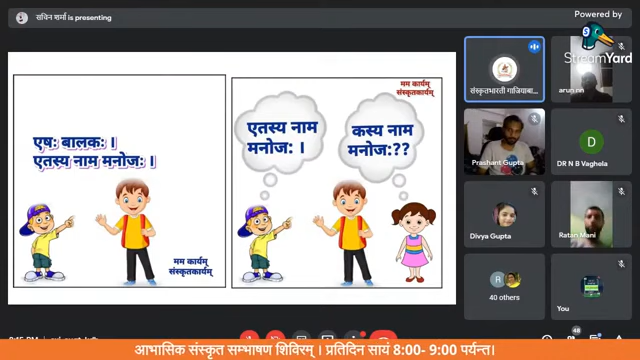 सचिन शर्मा is presenting
Powered by
StreamYard
एषः बालकः ।
एतस्य नाम मनोजः ।
मम कार्यम्
संस्कृतकार्यम्
मम कार्यम्
संस्कृतकार्यम्
एतस्य नाम
मनोजः ।
कस्य नाम
मनोजः??
संस्कृतभारती गाजियाबा...
arun nn
Prashant Gupta
D
DR N B Vaghela
Divya Gupta
Ratan Mani
R
40 others
You
48
आभासिक संस्कृत सम्भाषण शिविरम् । प्रतिदिन सायं 8:00- 9:00 पर्यन्त।